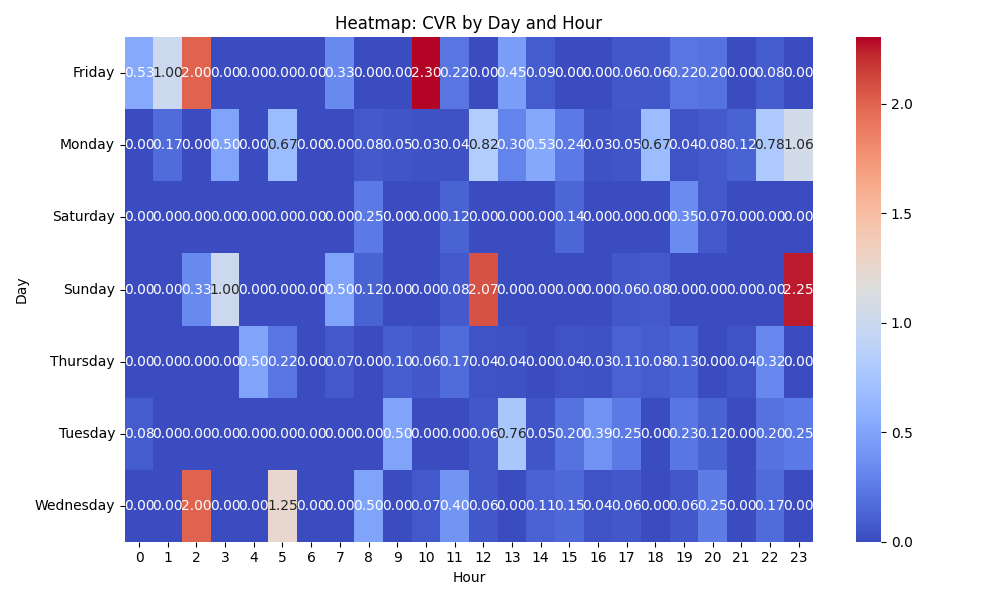 Heatmap: CVR by Day and Hour
Friday 0.53 1.00 2.00 0.00 0.00 0.00 0.00 0.33 0.00 0.00 2.30 0.22 0.00 0.45 0.09 0.00 0.00 0.06 0.06 0.22 0.20 0.00 0.08 0.00
Monday 0.00 0.17 0.00 0.50 0.00 0.67 0.00 0.00 0.08 0.05 0.03 0.04 0.82 0.30 0.53 0.24 0.03 0.05 0.67 0.04 0.08 0.12 0.78 1.06
Saturday 0.00 0.00 0.00 0.00 0.00 0.00 0.00 0.00 0.25 0.00 0.00 0.12 0.00 0.00 0.00 0.14 0.00 0.00 0.00 0.35 0.07 0.00 0.00 0.00
Sunday 0.00 0.00 0.33 1.00 0.00 0.00 0.00 0.50 0.12 0.00 0.00 0.08 2.07 0.00 0.00 0.00 0.00 0.06 0.08 0.00 0.00 0.00 0.00 2.25
Thursday 0.00 0.00 0.00 0.00 0.50 0.22 0.00 0.07 0.00 0.10 0.06 0.17 0.04 0.04 0.00 0.04 0.03 0.11 0.08 0.13 0.00 0.04 0.32 0.00
Tuesday 0.08 0.00 0.00 0.00 0.00 0.00 0.00 0.00 0.00 0.50 0.00 0.00 0.06 0.76 0.05 0.20 0.39 0.25 0.00 0.23 0.12 0.00 0.20 0.25
Wednesday 0.00 0.00 2.00 0.00 0.00 1.25 0.00 0.00 0.50 0.00 0.07 0.40 0.06 0.00 0.11 0.15 0.04 0.06 0.00 0.06 0.25 0.00 0.17 0.00
0 1 2 3 4 5 6 7 8 9 10 11 12 13 14 15 16 17 18 19 20 21 22 23
Hour
Day
2.0
1.5
1.0
0.5
0.0